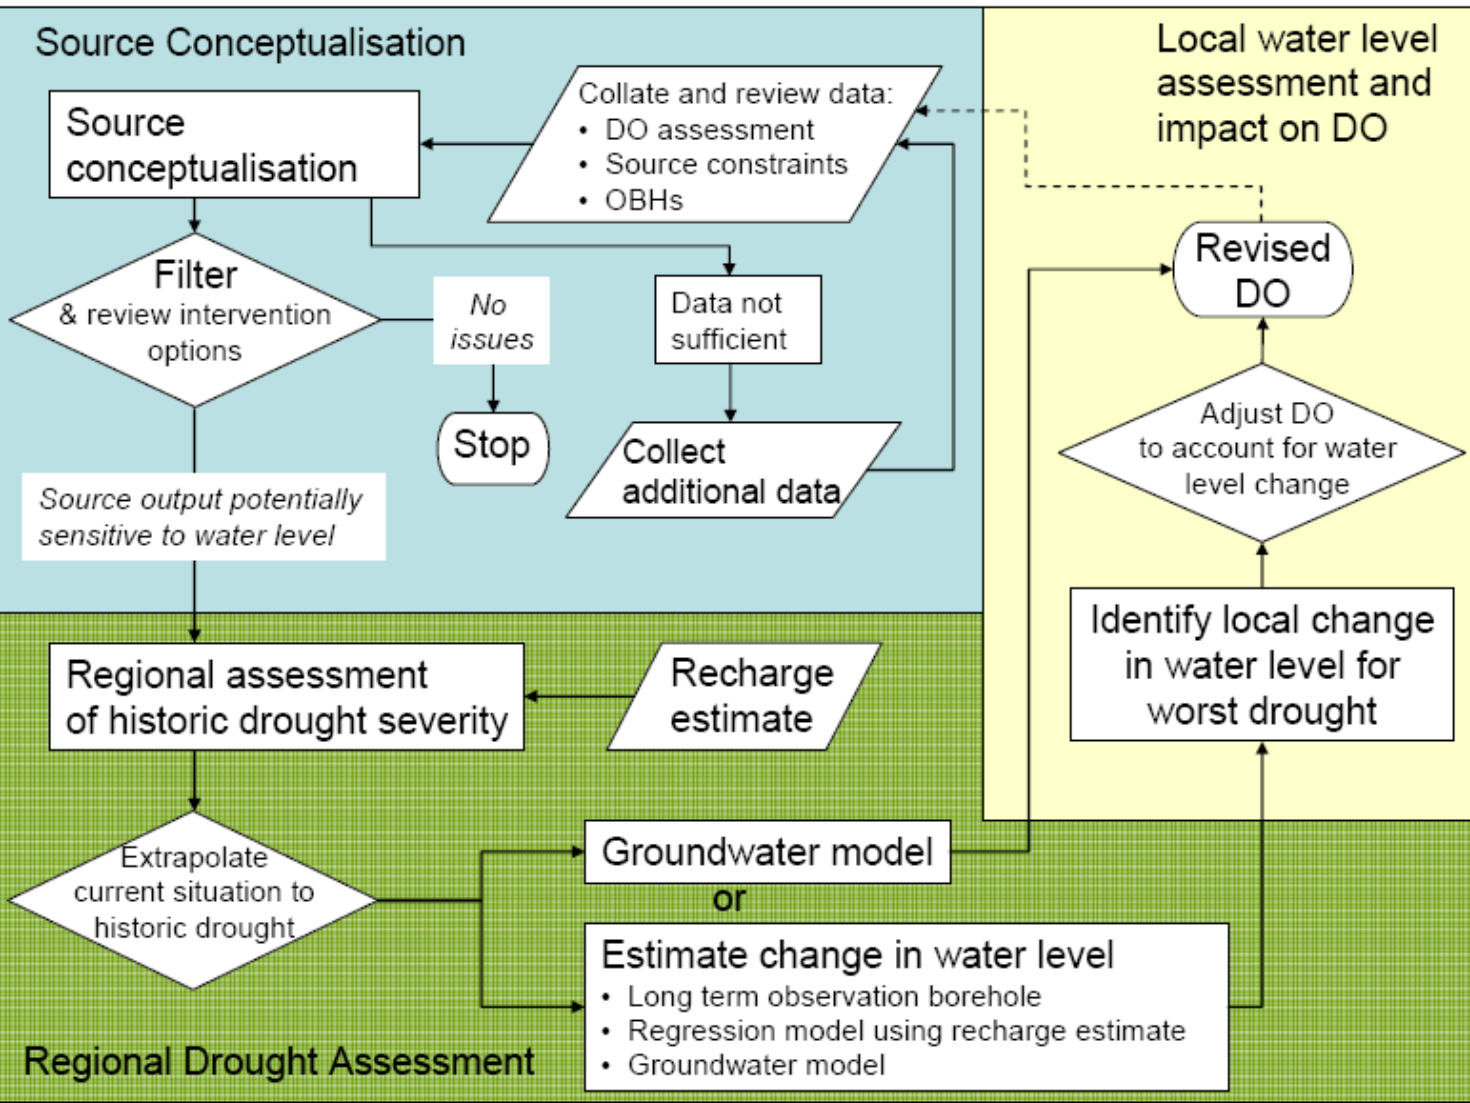 Source Conceptualisation
Source
conceptualisation
Collate and review data:
• DO assessment
• Source constraints
• OBHs
Filter
& review intervention
options
No
issues
Stop
Data not
sufficient
Collect
additional data
Source output potentially
sensitive to water level
Local water level
assessment and
impact on DO
Revised
DO
Adjust DO
to account for water
level change
Identify local change
in water level for
worst drought
Regional assessment
of historic drought severity
Recharge
estimate
Extrapolate
current situation to
historic drought
Groundwater model
or
Estimate change in water level
• Long term observation borehole
• Regression model using recharge estimate
• Groundwater model
Regional Drought Assessment